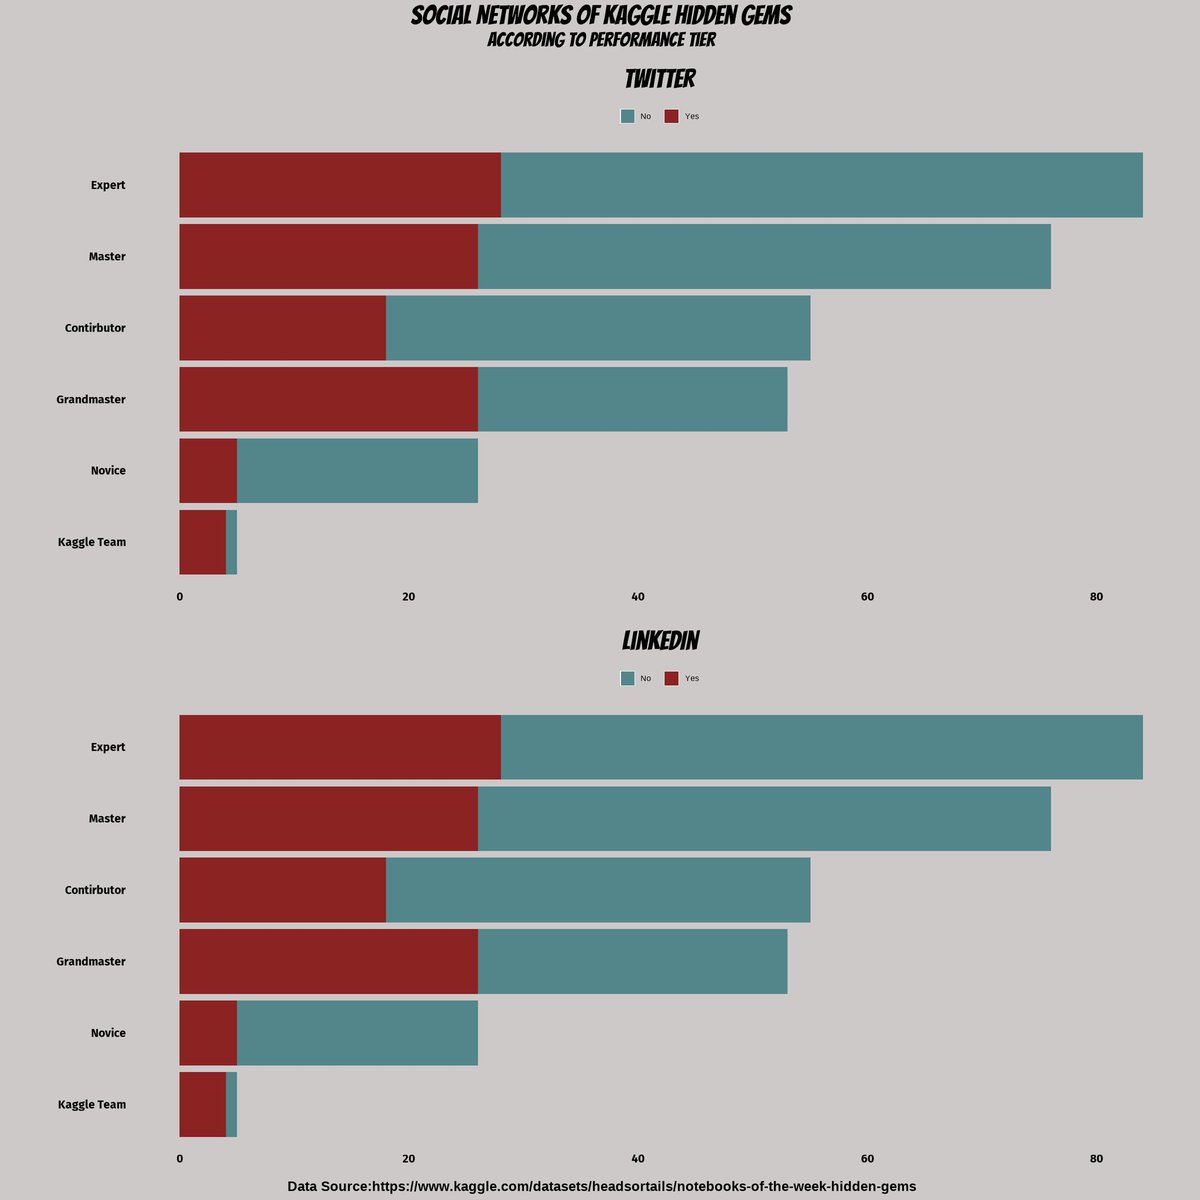 SOCIAL NETWORKS OF KAGGLE HIDDEN GEMS
ACCORDING TO PERFORMANCE TIER
TWITTER
No Yes
Expert
Master
Contirbutor
Grandmaster
Novice
Kaggle Team
0 20 40 60 80
LINKEDIN
No Yes
Expert
Master
Contirbutor
Grandmaster
Novice
Kaggle Team
0 20 40 60 80
Data Source:https://www.kaggle.com/datasets/headsortails/notebooks-of-the-week-hidden-gems